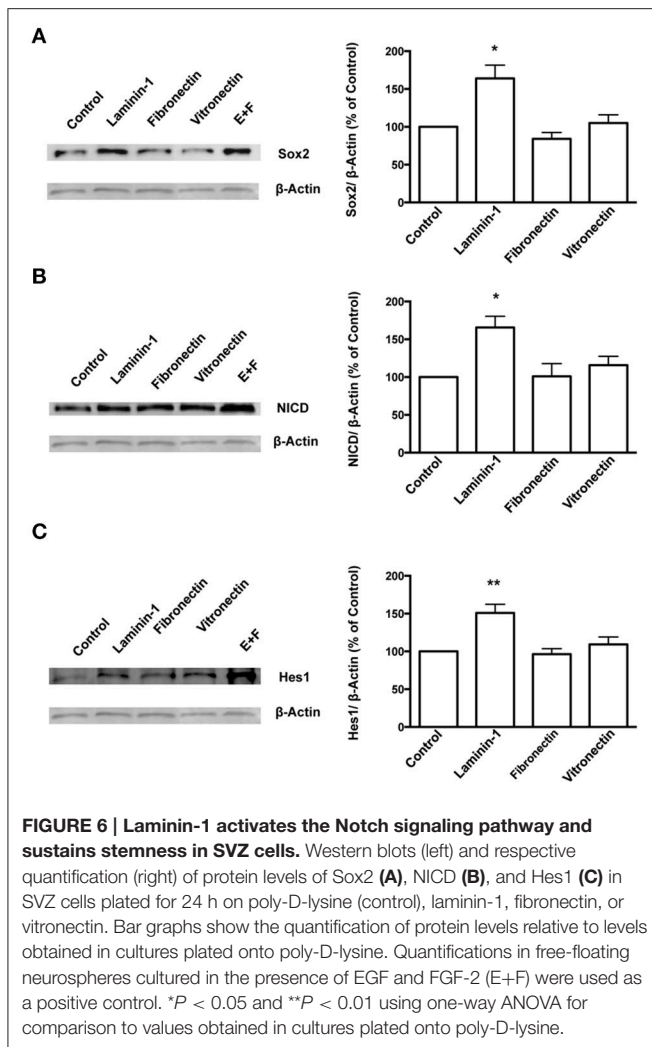 A
Control
Laminin-1
Fibronectin
Vitronectin
E+F
Sox2
β-Actin
Sox2/ β-Actin (% of Control)
200
150
100
50
0
*
Control
Laminin-1
Fibronectin
Vitronectin
B
Control
Laminin-1
Fibronectin
Vitronectin
E+F
NICD
β-Actin
NICD/ β-Actin (% of Control)
200
150
100
50
0
*
Control
Laminin-1
Fibronectin
Vitronectin
C
Control
Laminin-1
Fibronectin
Vitronectin
E+F
Hes1
β-Actin
Hes1/ β-Actin (% of Control)
200
150
100
50
0
**
Control
Laminin-1
Fibronectin
Vitronectin
FIGURE 6 | Laminin-1 activates the Notch signaling pathway and
sustains stemness in SVZ cells. Western blots (left) and respective
quantification (right) of protein levels of Sox2 (A), NICD (B), and Hes1 (C) in
SVZ cells plated for 24 h on poly-D-lysine (control), laminin-1, fibronectin, or
vitronectin. Bar graphs show the quantification of protein levels relative to levels
obtained in cultures plated onto poly-D-lysine. Quantifications in free-floating
neurospheres cultured in the presence of EGF and FGF-2 (E+F) were used as
a positive control. *P < 0.05 and **P < 0.01 using one-way ANOVA for
comparison to values obtained in cultures plated onto poly-D-lysine.